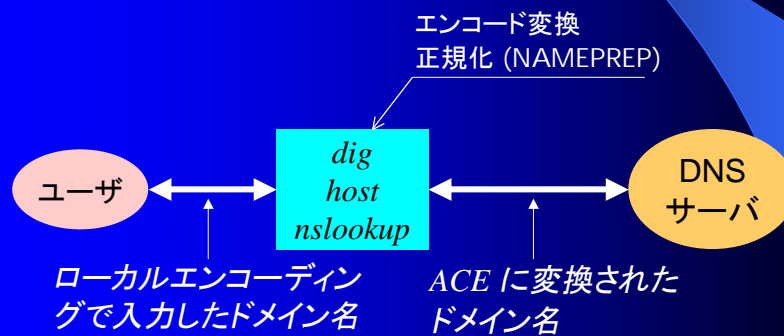 エンコード変換
正規化 (NAMEPREP)
ユーザ
dig
host
nslookup
DNS
サーバ
ローカルエンコーディン
グで入力したドメイン名
ACE に変換された
ドメイン名